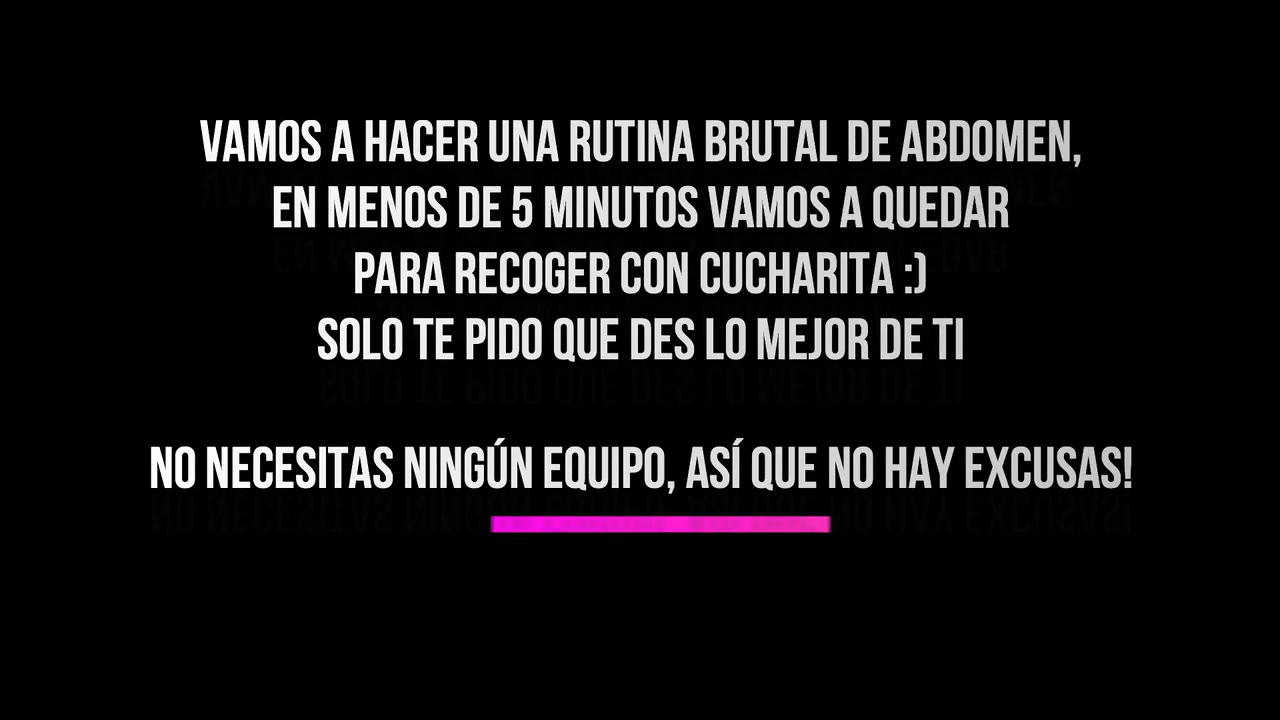 VAMOS A HACER UNA RUTINA BRUTAL DE ABDOMEN,
EN MENOS DE 5 MINUTOS VAMOS A QUEDAR
PARA RECOGER CON CUCHARITA :)
SOLO TE PIDO QUE DES LO MEJOR DE TI
NO NECESITAS NINGÚN EQUIPO, ASÍ QUE NO HAY EXCUSAS!